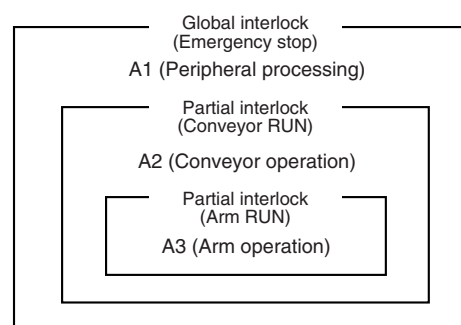 Global interlock
(Emergency stop)
A1 (Peripheral processing)
Partial interlock
(Conveyor RUN)
A2 (Conveyor operation)
Partial interlock
(Arm RUN)
A3 (Arm operation)